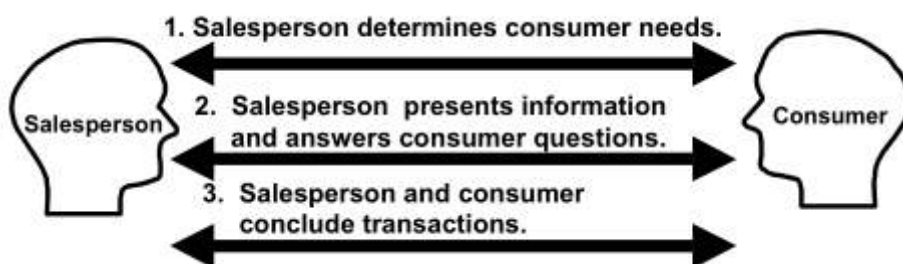 1. Salesperson determines consumer needs.
Salesperson
2. Salesperson presents information
and answers consumer questions.
Consumer
3. Salesperson and consumer
conclude transactions.